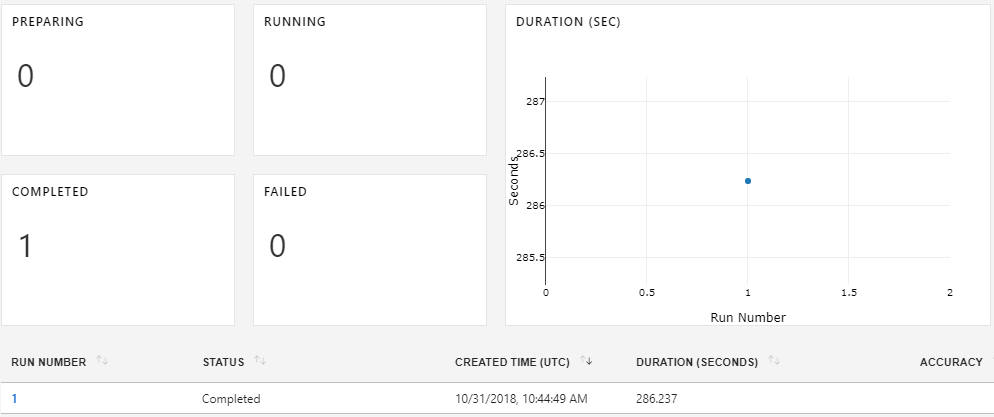 PREPARING
0
RUNNING
0
COMPLETED
1
FAILED
0
DURATION (SEC)
287
286.5
286
285.5
Seconds
0 0.5 1 1.5 2
Run Number
RUN NUMBER STATUS CREATED TIME (UTC) DURATION (SECONDS) ACCURACY
1 Completed 10/31/2018, 10:44:49 AM 286.237